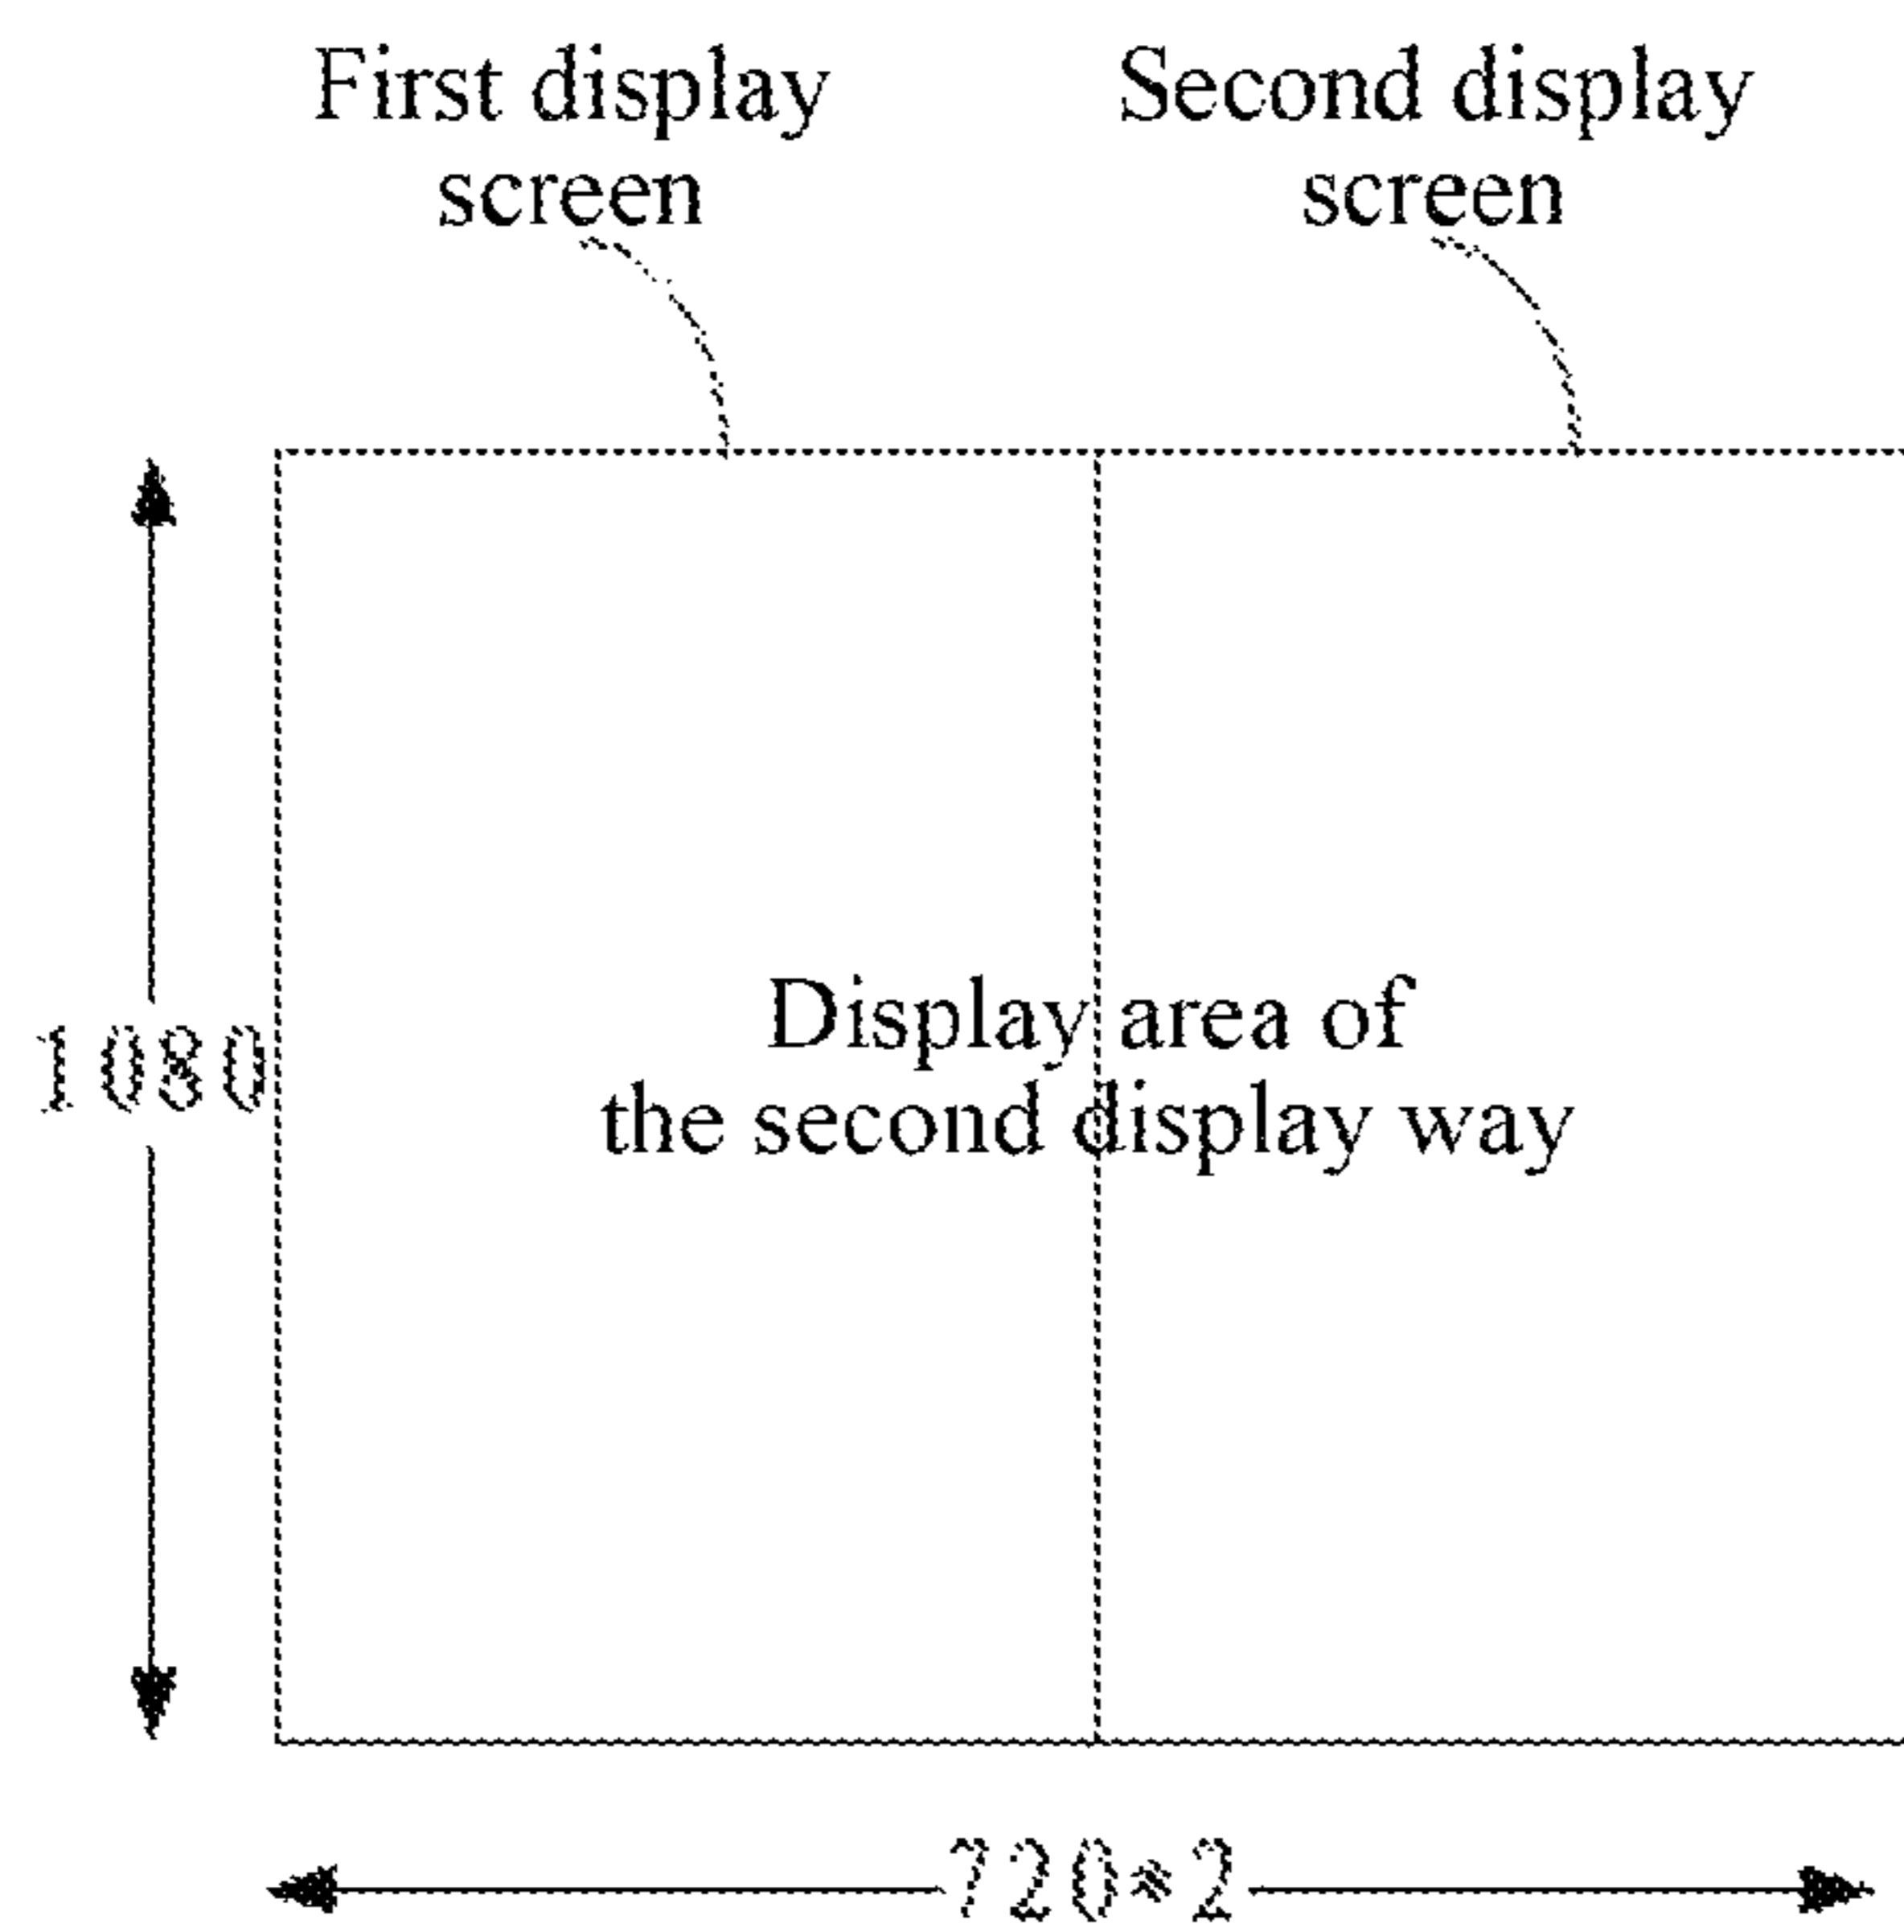 First display
screen
Second display
screen
1080
Display area of
the second display way
720*2